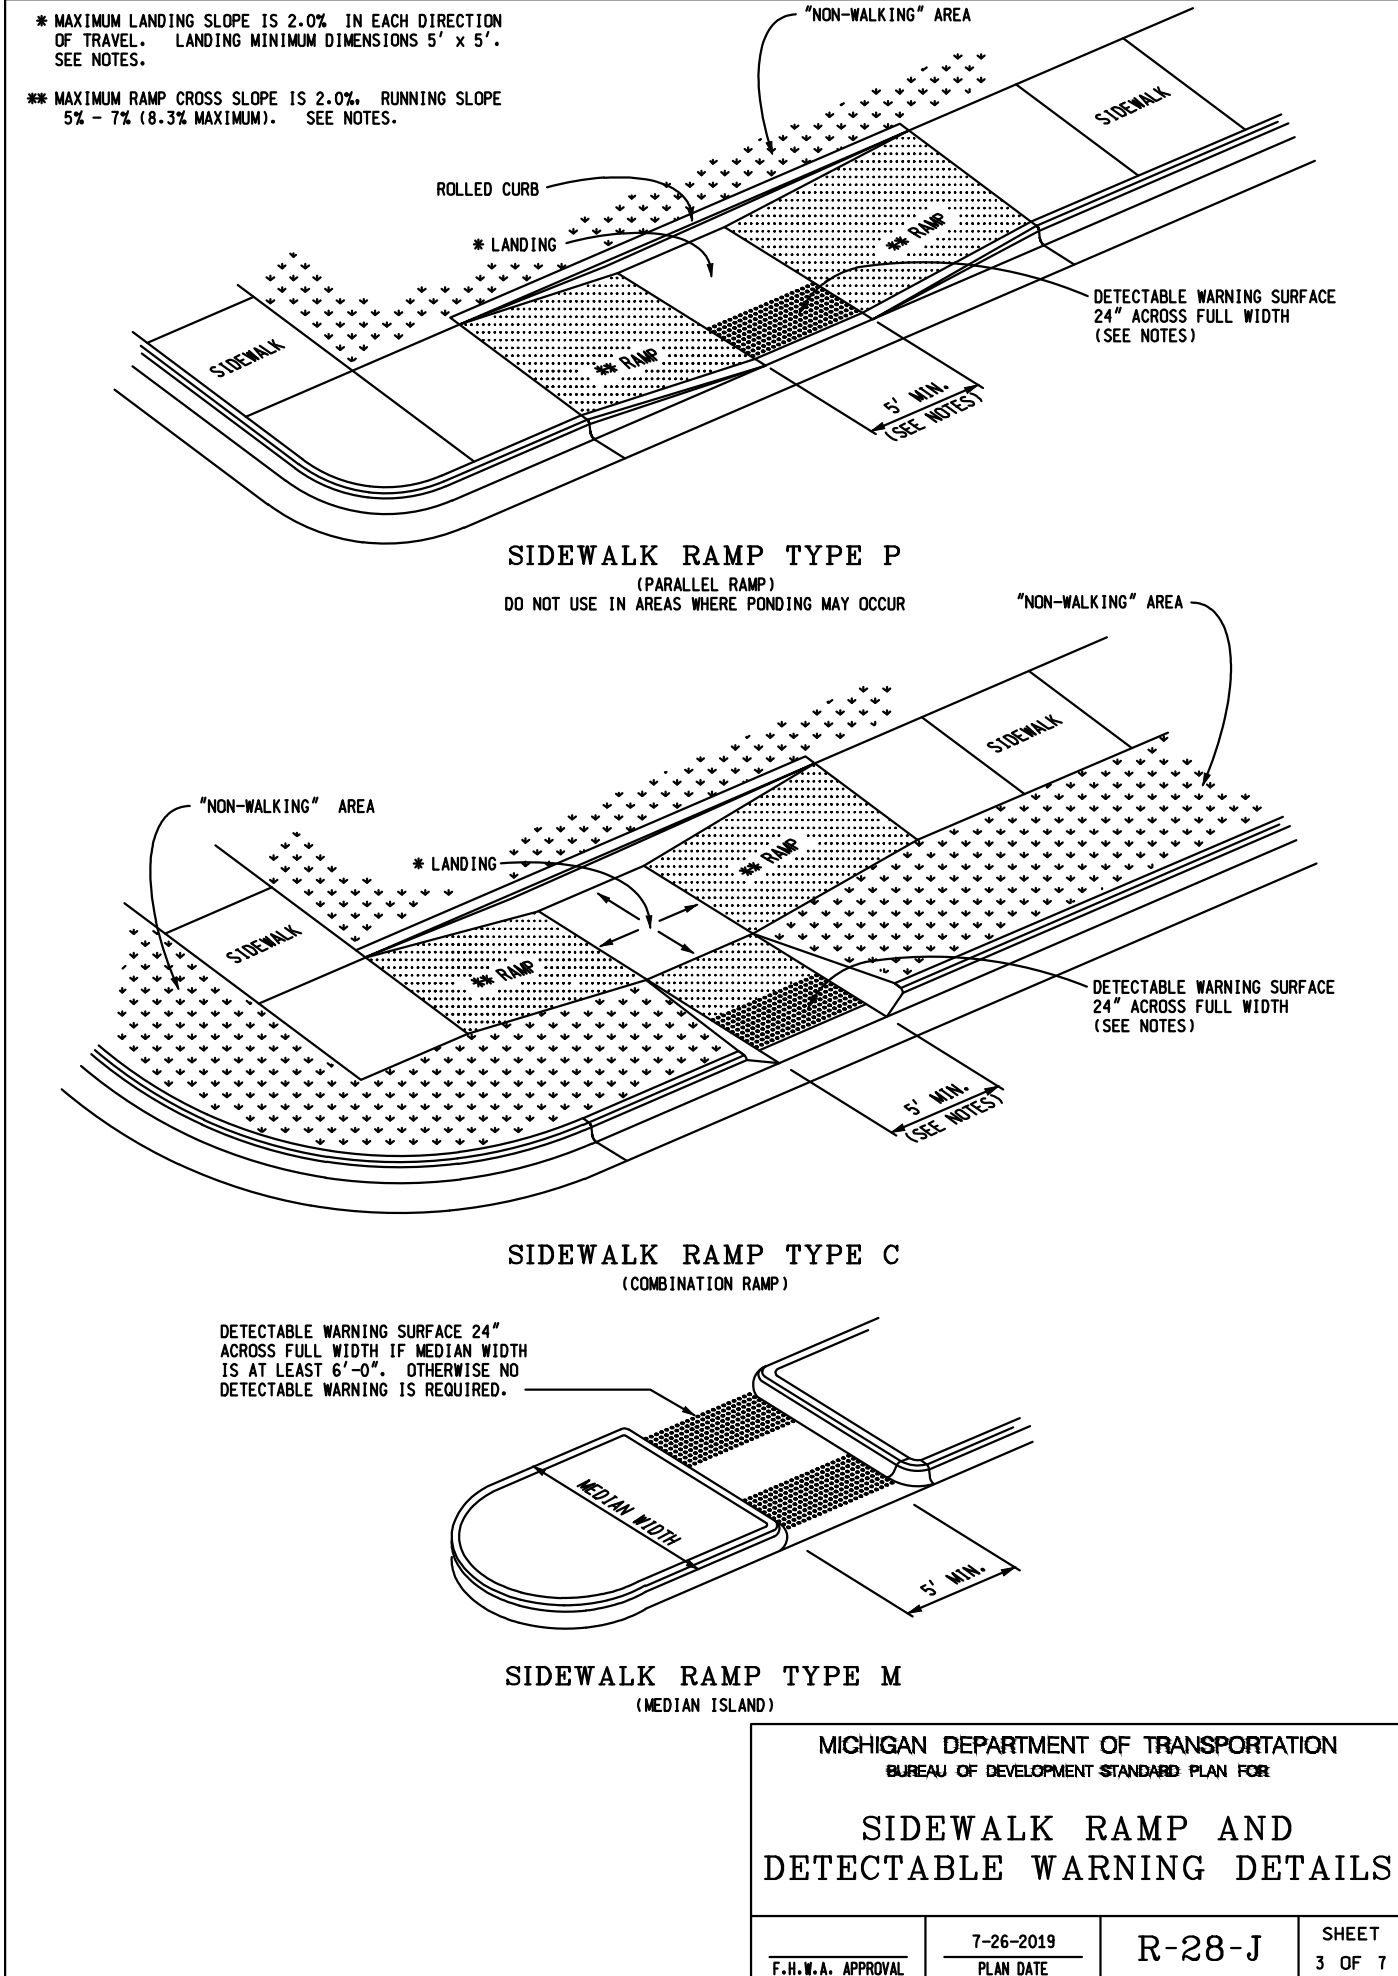 * MAXIMUM LANDING SLOPE IS 2.0% IN EACH DIRECTION
OF TRAVEL. LANDING MINIMUM DIMENSIONS 5' x 5'.
SEE NOTES.
** MAXIMUM RAMP CROSS SLOPE IS 2.0%. RUNNING SLOPE
5% - 7% (8.3% MAXIMUM). SEE NOTES.
"NON-WALKING" AREA
SIDEWALK
ROLLED CURB
* LANDING
** RAMP
DETECTABLE WARNING SURFACE
24" ACROSS FULL WIDTH
(SEE NOTES)
SIDEWALK
** RAMP
5' MIN.
(SEE NOTES)
SIDEWALK RAMP TYPE P
(PARALLEL RAMP)
DO NOT USE IN AREAS WHERE PONDING MAY OCCUR
"NON-WALKING" AREA
SIDEWALK
"NON-WALKING" AREA
* LANDING
** RAMP
SIDEWALK
** RAMP
DETECTABLE WARNING SURFACE
24" ACROSS FULL WIDTH
(SEE NOTES)
5' MIN.
(SEE NOTES)
SIDEWALK RAMP TYPE C
(COMBINATION RAMP)
DETECTABLE WARNING SURFACE 24"
ACROSS FULL WIDTH IF MEDIAN WIDTH
IS AT LEAST 6'-0". OTHERWISE NO
DETECTABLE WARNING IS REQUIRED.
MEDIAN WIDTH
5' MIN.
SIDEWALK RAMP TYPE M
(MEDIAN ISLAND)
MICHIGAN DEPARTMENT OF TRANSPORTATION
BUREAU OF DEVELOPMENT STANDARD PLAN FOR
SIDEWALK RAMP AND
DETECTABLE WARNING DETAILS
F.H.W.A. APPROVAL
7-26-2019
PLAN DATE
R-28-J
SHEET
3 OF 7